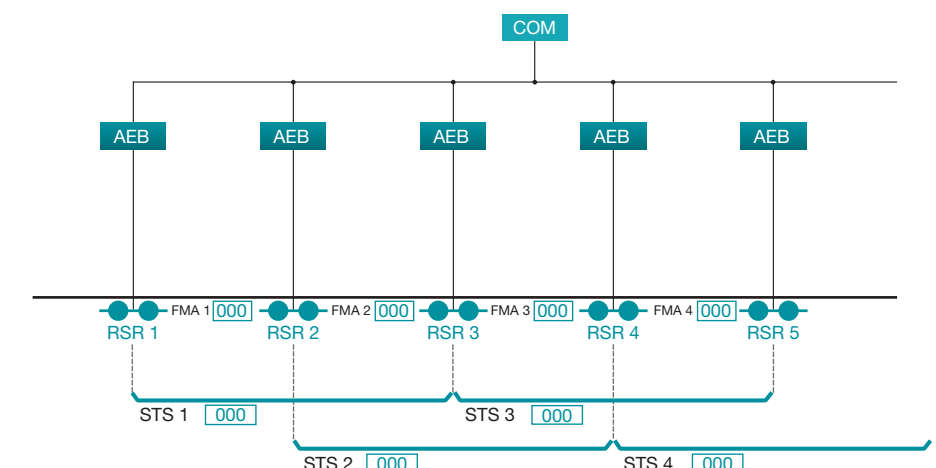 COM
AEB AEB AEB AEB AEB
FMA 1 000 FMA 2 000 FMA 3 000 FMA 4 000
RSR 1 RSR 2 RSR 3 RSR 4 RSR 5
STS 1 000 STS 3 000
STS 2 000 STS 4 000